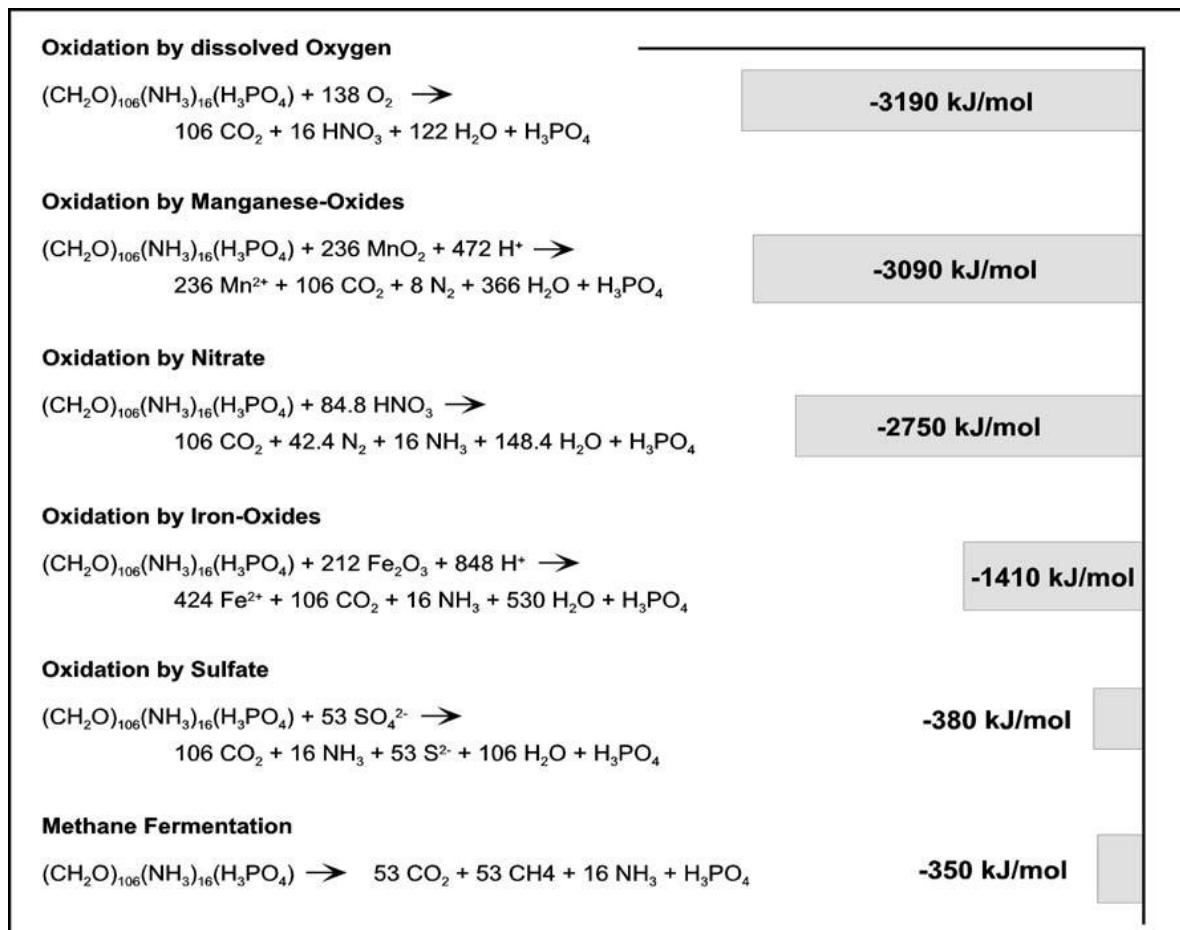 Oxidation by dissolved Oxygen
(CH₂O)₁₀₆(NH₃)₁₆(H₃PO₄) + 138 O₂ →
106 CO₂ + 16 HNO₃ + 122 H₂O + H₃PO₄
-3190 kJ/mol
Oxidation by Manganese-Oxides
(CH₂O)₁₀₆(NH₃)₁₆(H₃PO₄) + 236 MnO₂ + 472 H⁺ →
236 Mn²⁺ + 106 CO₂ + 8 N₂ + 366 H₂O + H₃PO₄
-3090 kJ/mol
Oxidation by Nitrate
(CH₂O)₁₀₆(NH₃)₁₆(H₃PO₄) + 84.8 HNO₃ →
106 CO₂ + 42.4 N₂ + 16 NH₃ + 148.4 H₂O + H₃PO₄
-2750 kJ/mol
Oxidation by Iron-Oxides
(CH₂O)₁₀₆(NH₃)₁₆(H₃PO₄) + 212 Fe₂O₃ + 848 H⁺ →
424 Fe²⁺ + 106 CO₂ + 16 NH₃ + 530 H₂O + H₃PO₄
-1410 kJ/mol
Oxidation by Sulfate
(CH₂O)₁₀₆(NH₃)₁₆(H₃PO₄) + 53 SO₄²⁻ →
106 CO₂ + 16 NH₃ + 53 S²⁻ + 106 H₂O + H₃PO₄
-380 kJ/mol
Methane Fermentation
(CH₂O)₁₀₆(NH₃)₁₆(H₃PO₄) → 53 CO₂ + 53 CH4 + 16 NH₃ + H₃PO₄
-350 kJ/mol